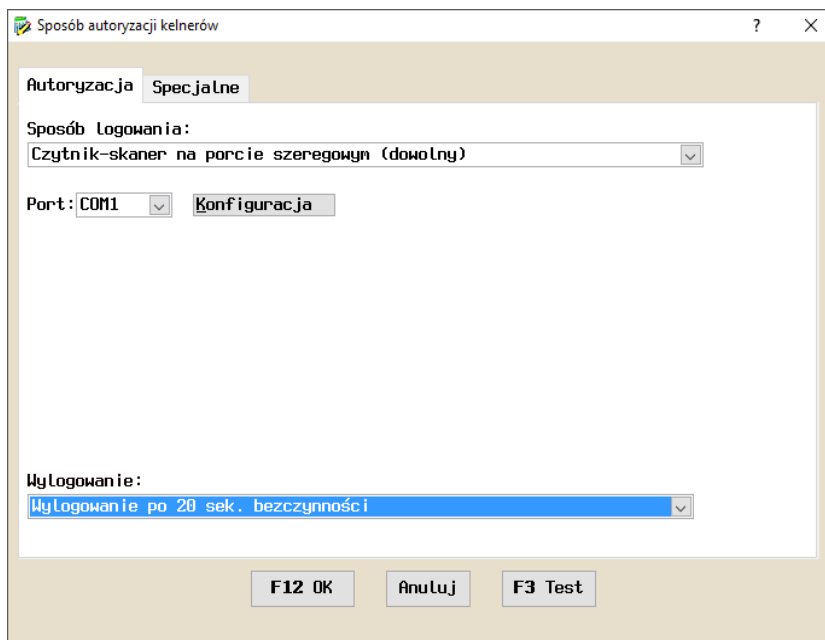 Sposób autoryzacji kelnerów
?
Autoryzacja Specjalne
Sposób logowania:
Czytnik-skaner na porcie szeregowym (dowolny)
Port: COM1 Konfiguracja
Wylogowanie:
Wylogowanie po 20 sek. bezczynności
F12 OK Anuluj F3 Test